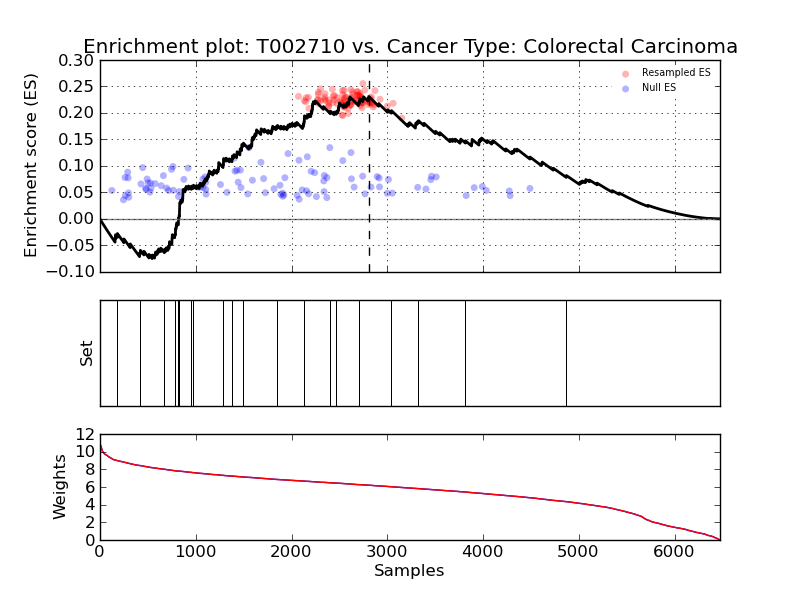 Enrichment plot: T002710 vs. Cancer Type: Colorectal Carcinoma
0.30
0.25
0.20
0.15
0.10
0.05
0.00
−0.05
−0.10
Enrichment score (ES)
Resampled ES
Null ES
Set
12
10
8
6
4
2
0
Weights
0 1000 2000 3000 4000 5000 6000
Samples